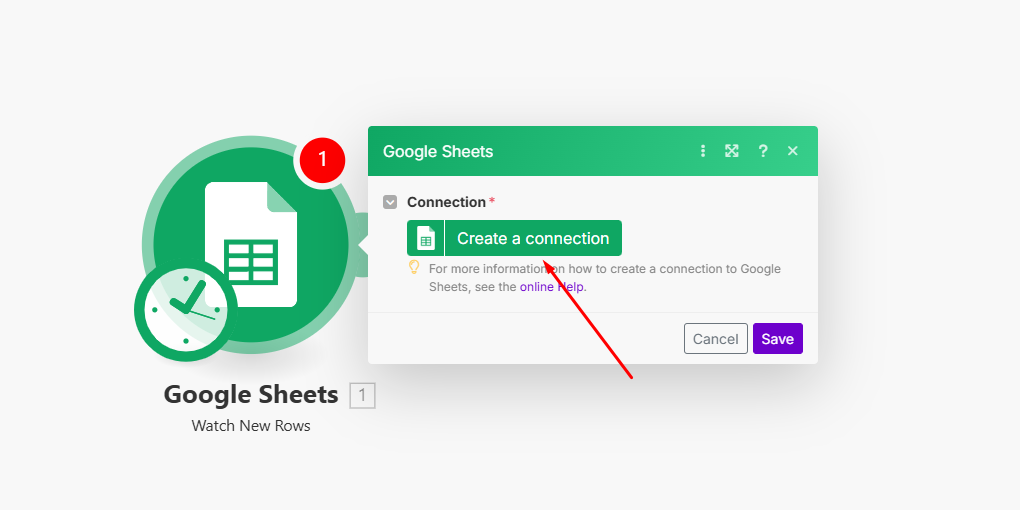 1
Google Sheets
?
Connection *
Create a connection
For more information on how to create a connection to Google
Sheets, see the online Help.
Cancel
Save
Google Sheets 1
Watch New Rows